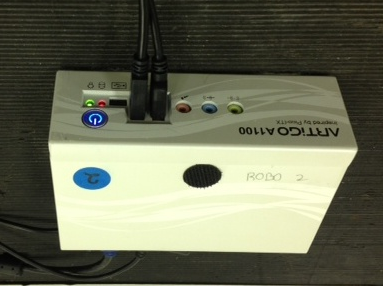 ARTiGO A1100
inspired by Pico-ITX
ROBO 2
2